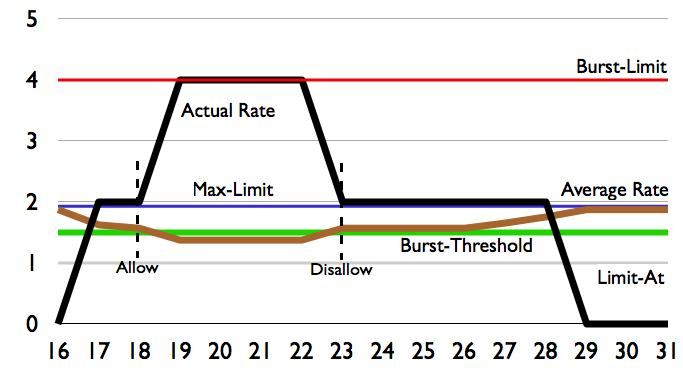 5
Burst-Limit
4
Actual Rate
3
Max-Limit
Average Rate
2
Burst-Threshold
1
Allow
Disallow
Limit-At
0
16 17 18 19 20 21 22 23 24 25 26 27 28 29 30 31